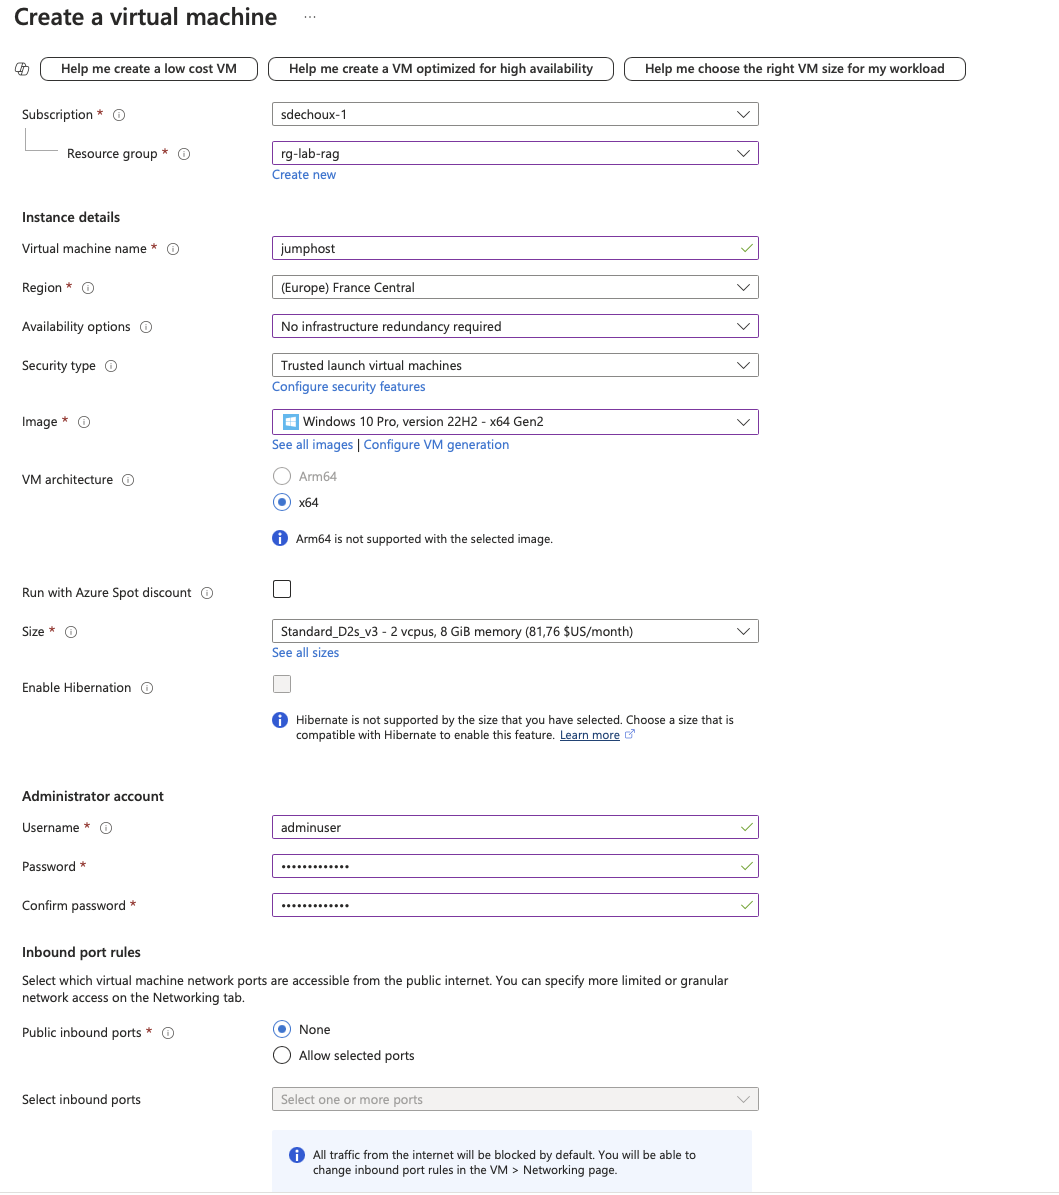 Create a virtual machine ...
Help me create a low cost VM
Help me create a VM optimized for high availability
Help me choose the right VM size for my workload
Subscription *
sdechoux-1
Resource group *
rg-lab-rag
Create new
Instance details
Virtual machine name *
jumphost
Region *
(Europe) France Central
Availability options
No infrastructure redundancy required
Security type
Trusted launch virtual machines
Configure security features
Image *
Windows 10 Pro, version 22H2 - x64 Gen2
See all images | Configure VM generation
VM architecture
Arm64
x64
Arm64 is not supported with the selected image.
Run with Azure Spot discount
Size *
Standard_D2s_v3 - 2 vcpus, 8 GiB memory (81,76 $US/month)
See all sizes
Enable Hibernation
Hibernate is not supported by the size that you have selected. Choose a size that is
compatible with Hibernate to enable this feature. Learn more
Administrator account
Username *
adminuser
Password *
•••••••••••••
Confirm password *
•••••••••••••
Inbound port rules
Select which virtual machine network ports are accessible from the public internet. You can specify more limited or granular
network access on the Networking tab.
Public inbound ports *
None
Allow selected ports
Select inbound ports
Select one or more ports
All traffic from the internet will be blocked by default. You will be able to
change inbound port rules in the VM > Networking page.